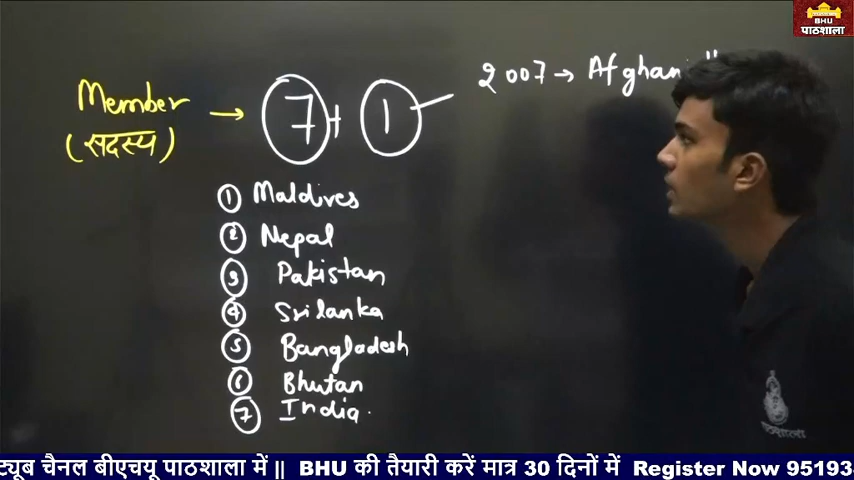 BHU
पाठशाला
2007 → Afghani
Member → 7 + 1
(सदस्य)
① Maldives
② Nepal
③ Pakistan
④ Srilanka
⑤ Bangladesh
⑥ Bhutan
⑦ India.
ट्यूब चैनल बीएचयू पाठशाला में || BHU की तैयारी करें मात्र 30 दिनों में Register Now 95193